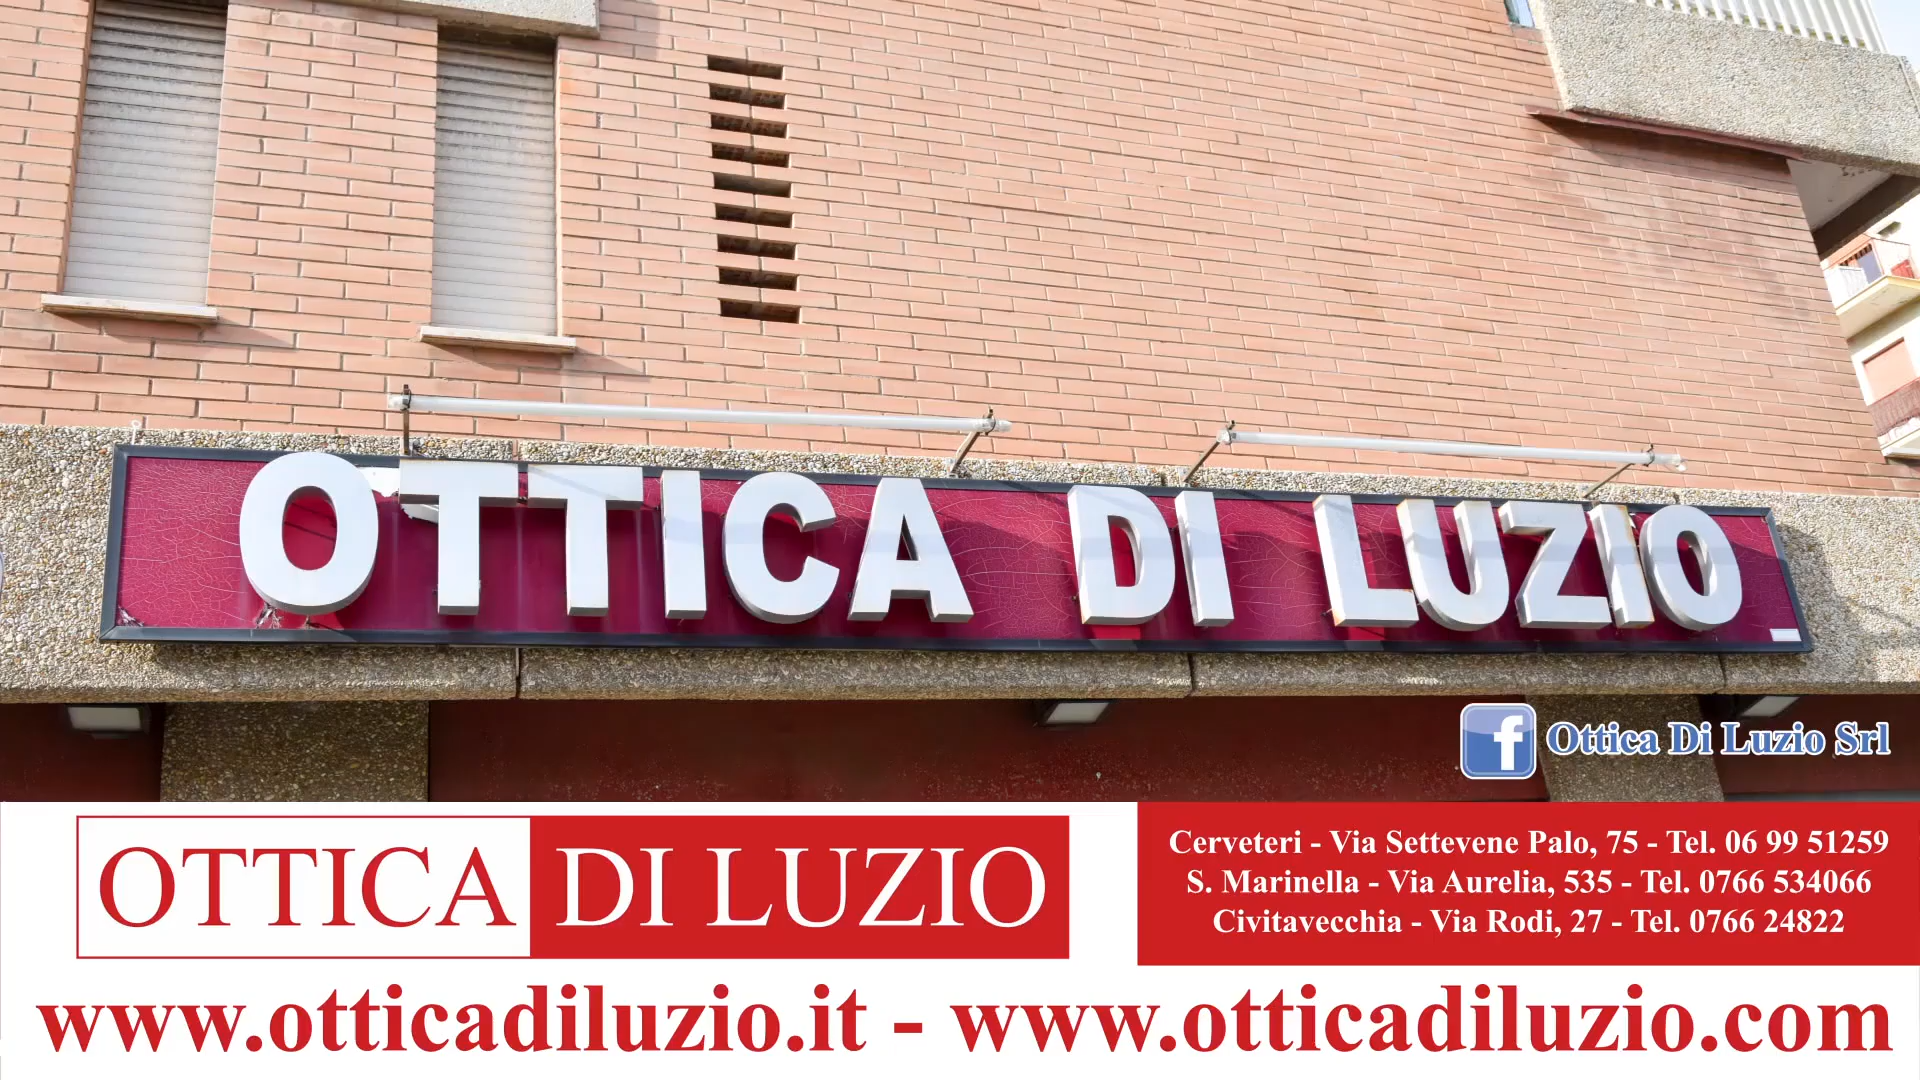 OTTICA DI LUZIO
f Ottica Di Luzio Srl
OTTICA DI LUZIO
Cerveteri - Via Settevene Palo, 75 - Tel. 06 99 51259
S. Marinella - Via Aurelia, 535 - Tel. 0766 534066
Civitavecchia - Via Rodi, 27 - Tel. 0766 24822
www.otticadiluzio.it - www.otticadiluzio.com